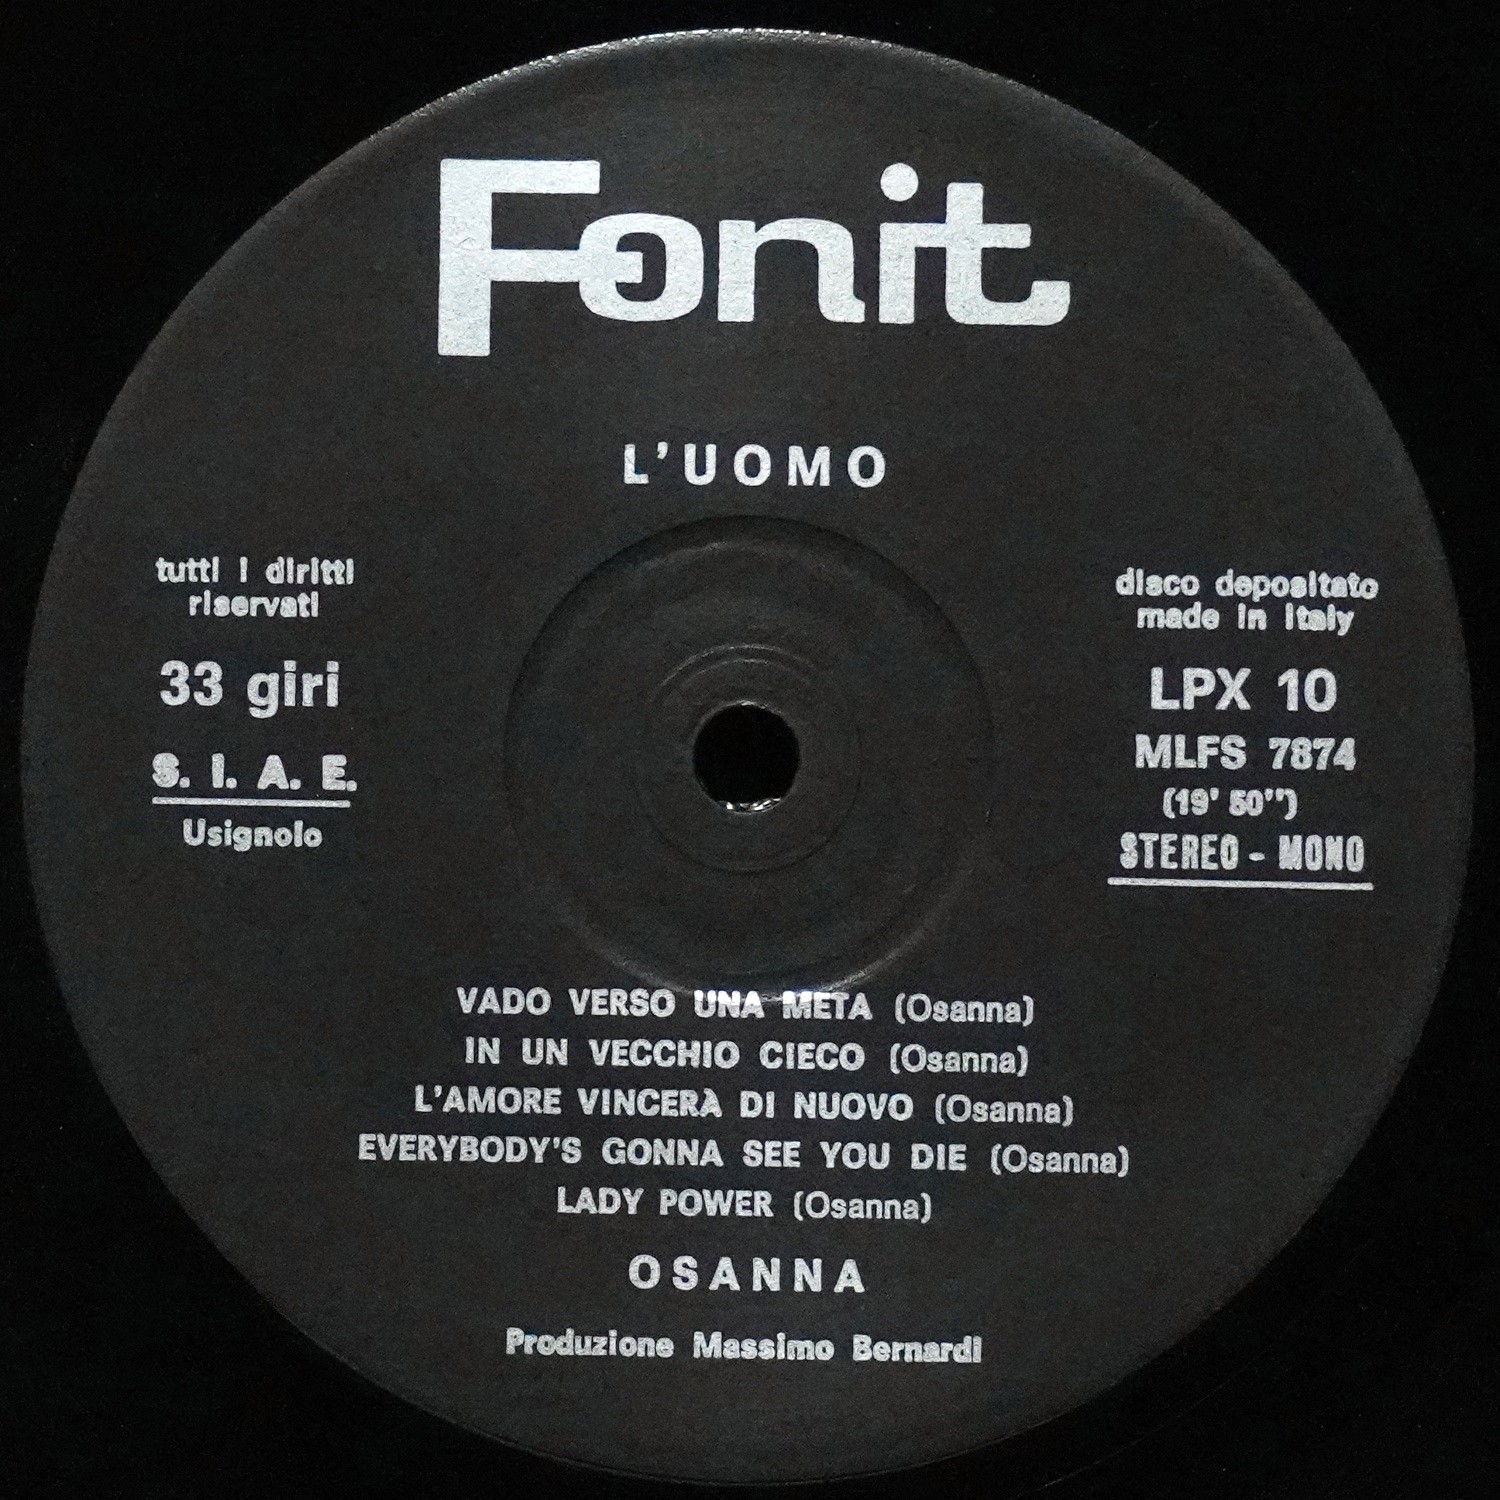 Fonit
L'UOMO
tutti i diritti
riservati
33 giri
S. I. A. E.
Usignolo
disco depositato
made in Italy
LPX 10
MLFS 7874
(19' 50'')
STEREO - MONO
VADO VERSO UNA META (Osanna)
IN UN VECCHIO CIECO (Osanna)
L'AMORE VINCERÀ DI NUOVO (Osanna)
EVERYBODY'S GONNA SEE YOU DIE (Osanna)
LADY POWER (Osanna)
OSANNA
Produzione Massimo Bernardi